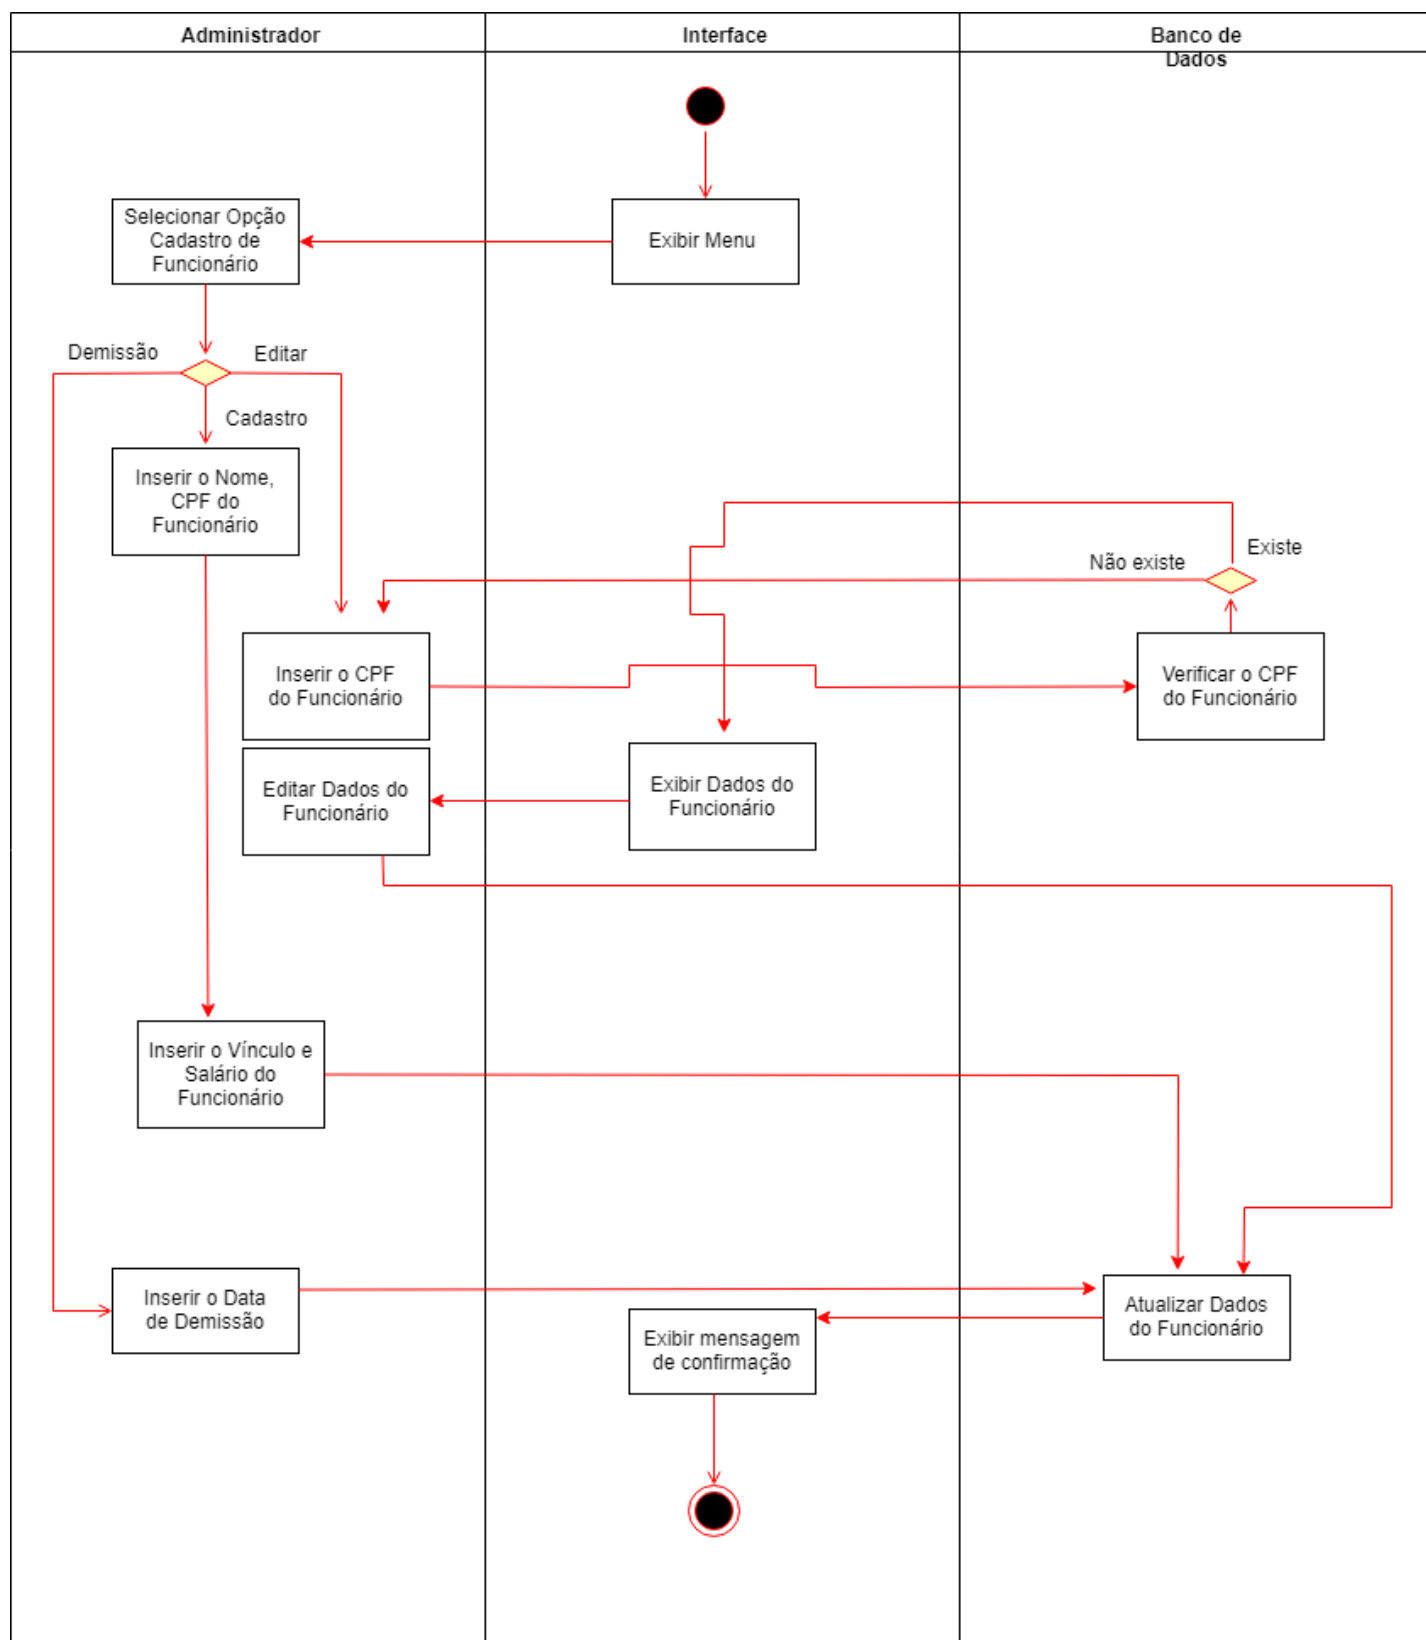 Administrador
Interface
Banco de
Dados
Selecionar Opção
Cadastro de
Funcionário
Exibir Menu
Demissão
Editar
Cadastro
Inserir o Nome,
CPF do
Funcionário
Existe
Não existe
Inserir o CPF
do Funcionário
Verificar o CPF
do Funcionário
Editar Dados do
Funcionário
Exibir Dados do
Funcionário
Inserir o Vínculo e
Salário do
Funcionário
Inserir o Data
de Demissão
Atualizar Dados
do Funcionário
Exibir mensagem
de confirmação